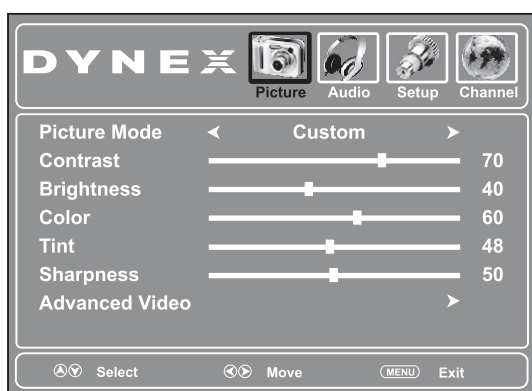 DYNEX
Picture Audio Setup Channel
Picture Mode Custom
Contrast 70
Brightness 40
Color 60
Tint 48
Sharpness 50
Advanced Video
Select Move MENU Exit